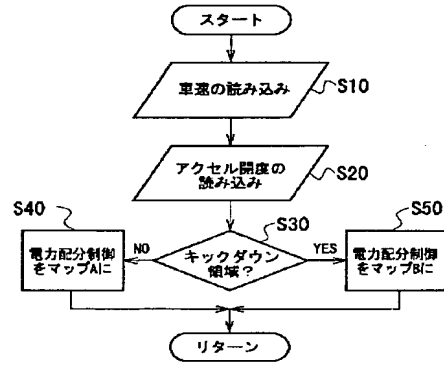 スタート
車速の読み込み
S10
アクセル開度の
読み込み
S20
S30
キックダウン
領域?
NO
YES
S40
電力配分制御
をマップAに
S50
電力配分制御
をマップBに
リターン